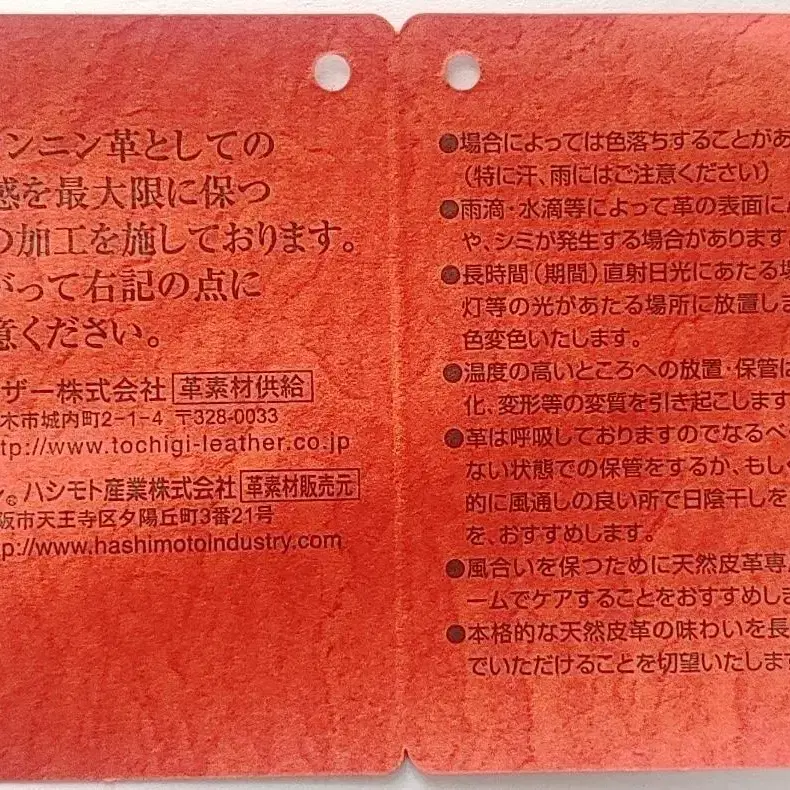 ンニン革としての
感を最大限に保つ
の加工を施しております。
がって右記の点に
意ください。
ザー株式会社 革素材供給
木市城内町2-1-4 〒328-0033
tp://www.tochigi-leather.co.jp
ン® ハシモト産業株式会社 革素材販売元
阪市天王寺区夕陽丘町3番21号
p://www.hashimotoIndustry.com
●場合によっては色落ちすることがあ
(特に汗、雨にはご注意ください)
●雨滴・水滴等によって革の表面に
や、シミが発生する場合があります。
●長時間(期間)直射日光にあたる場
灯等の光があたる場所に放置しま
色変色いたします。
●温度の高いところへの放置・保管は
化、変形等の変質を引き起こします
●革は呼吸しておりますのでなるべ
ない状態での保管をするか、もしく
的に風通しの良い所で日陰干しを
を、おすすめします。
●風合いを保つために天然皮革専
ームでケアすることをおすすめしま
●本格的な天然皮革の味わいを長
でいただけることを切望いたします